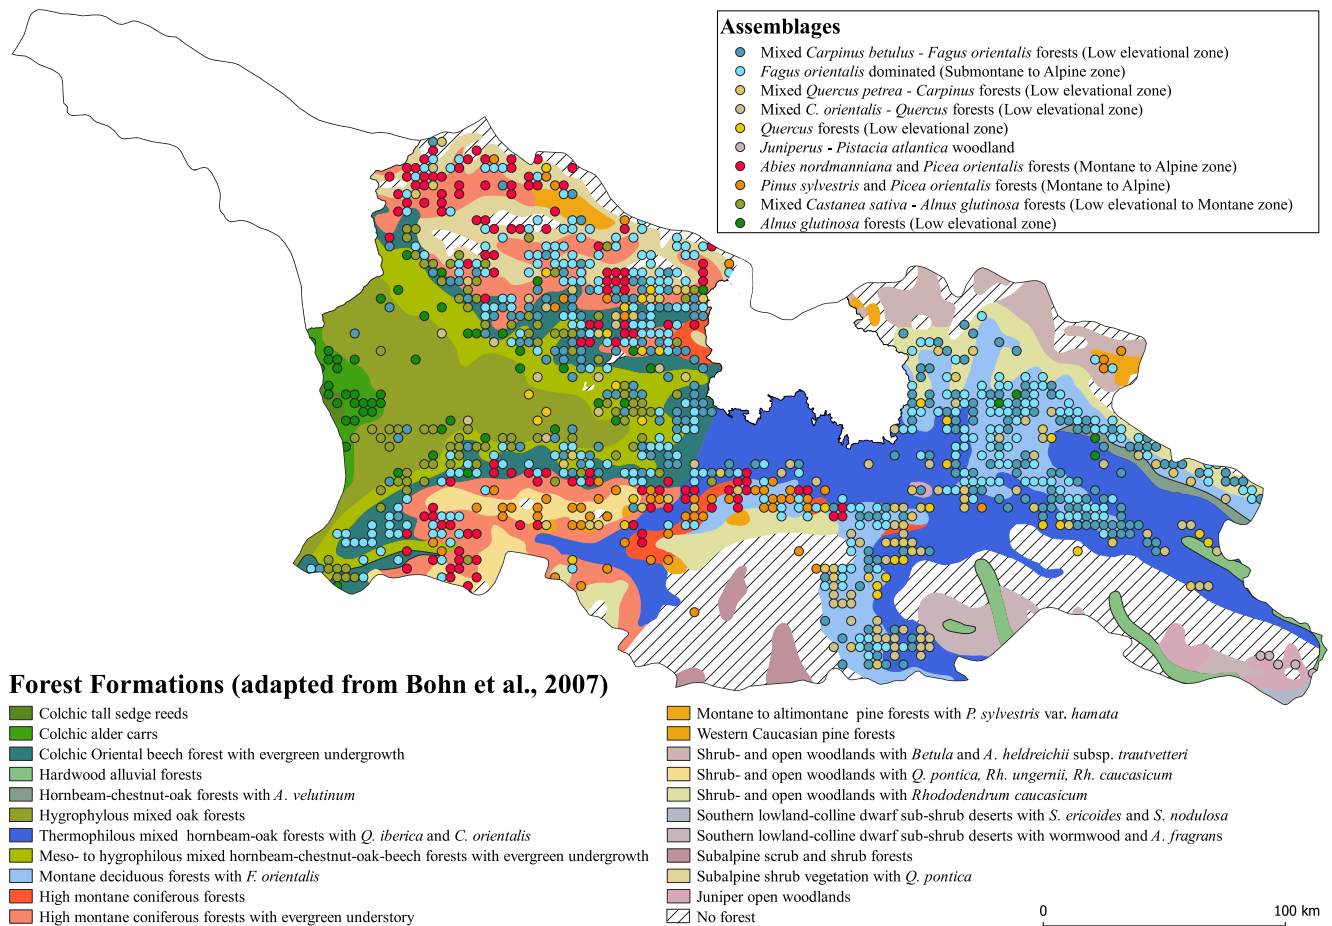 Assemblages
Mixed Carpinus betulus - Fagus orientalis forests (Low elevational zone)
Fagus orientalis dominated (Submontane to Alpine zone)
Mixed Quercus petrea - Carpinus forests (Low elevational zone)
Mixed C. orientalis - Quercus forests (Low elevational zone)
Quercus forests (Low elevational zone)
Juniperus - Pistacia atlantica woodland
Abies nordmanniana and Picea orientalis forests (Montane to Alpine zone)
Pinus sylvestris and Picea orientalis forests (Montane to Alpine)
Mixed Castanea sativa - Alnus glutinosa forests (Low elevational to Montane zone)
Alnus glutinosa forests (Low elevational zone)
Forest Formations (adapted from Bohn et al., 2007)
Colchic tall sedge reeds
Colchic alder carrs
Colchic Oriental beech forest with evergreen undergrowth
Hardwood alluvial forests
Hornbeam-chestnut-oak forests with A. velutinum
Hygrophylous mixed oak forests
Thermophilous mixed hornbeam-oak forests with Q. iberica and C. orientalis
Meso- to hygrophilous mixed hornbeam-chestnut-oak-beech forests with evergreen undergrowth
Montane deciduous forests with F. orientalis
High montane coniferous forests
High montane coniferous forests with evergreen understory
Montane to altimontane pine forests with P. sylvestris var. hamata
Western Caucasian pine forests
Shrub- and open woodlands with Betula and A. heldreichii subsp. trautvetteri
Shrub- and open woodlands with Q. pontica, Rh. ungernii, Rh. caucasicum
Shrub- and open woodlands with Rhododendrum caucasicum
Southern lowland-colline dwarf sub-shrub deserts with S. ericoides and S. nodulosa
Southern lowland-colline dwarf sub-shrub deserts with wormwood and A. fragrans
Subalpine scrub and shrub forests
Subalpine shrub vegetation with Q. pontica
Juniper open woodlands
No forest
0 100 km